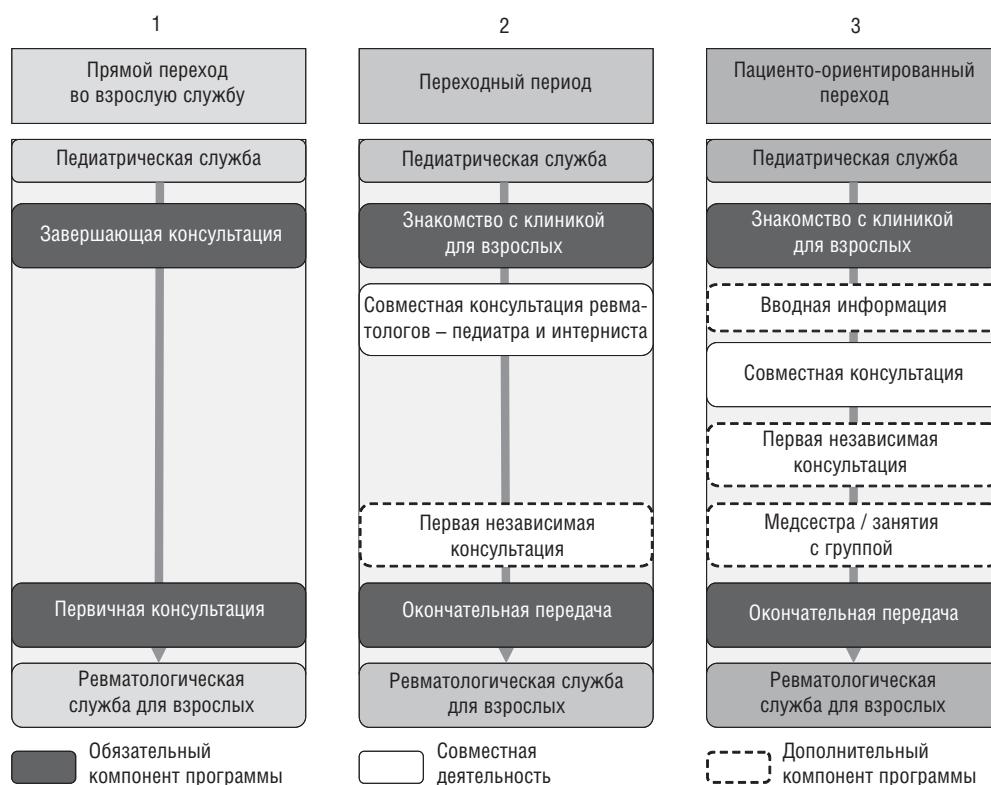 1
Прямой переход
во взрослую службу
Педиатрическая служба
Завершающая консультация
Первичная консультация
Ревматологическая
служба для взрослых
2
Переходный период
Педиатрическая служба
Знакомство с клиникой
для взрослых
Совместная консультация ревма-
тологов – педиатра и интерниста
Первая независимая
консультация
Окончательная передача
Ревматологическая служба
для взрослых
3
Пациенто-ориентированный
переход
Педиатрическая служба
Знакомство с клиникой
для взрослых
Вводная информация
Совместная консультация
Первая независимая
консультация
Медсестра / занятия
с группой
Окончательная передача
Ревматологическая
служба для взрослых
Обязательный
компонент программы
Совместная
деятельность
Дополнительный
компонент программы